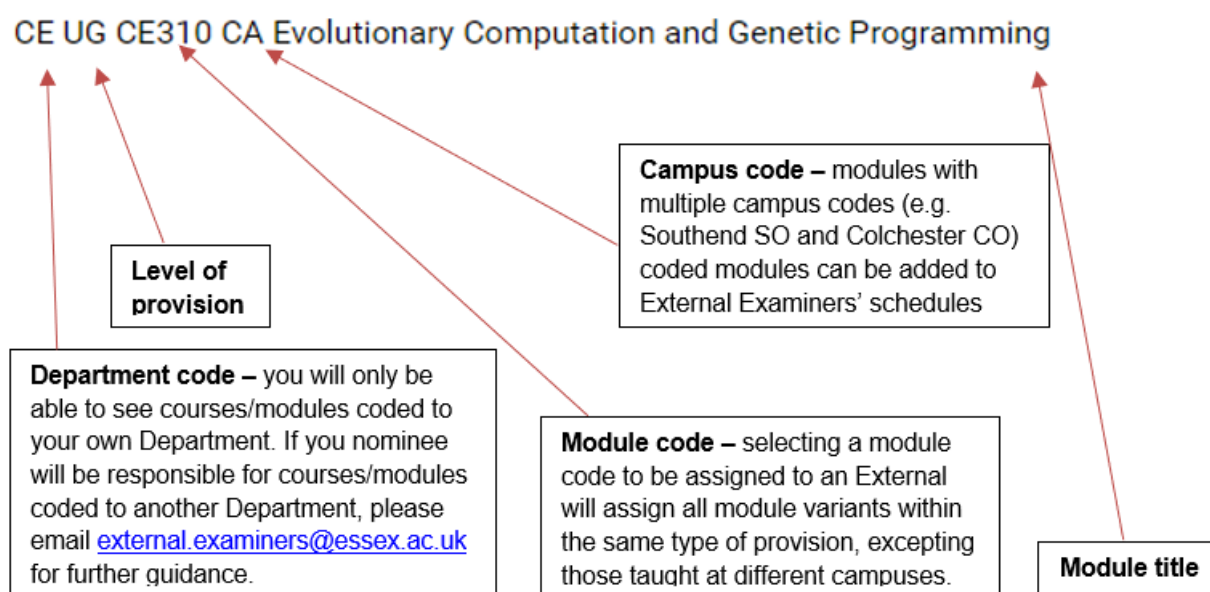 CE UG CE310 CA Evolutionary Computation and Genetic Programming
Campus code – modules with
multiple campus codes (e.g.
Southend SO and Colchester CO)
coded modules can be added to
External Examiners’ schedules
Level of
provision
Department code – you will only be
able to see courses/modules coded to
your own Department. If you nominee
will be responsible for courses/modules
coded to another Department, please
email external.examiners@essex.ac.uk
for further guidance.
Module code – selecting a module
code to be assigned to an External
will assign all module variants within
the same type of provision, excepting
those taught at different campuses.
Module title